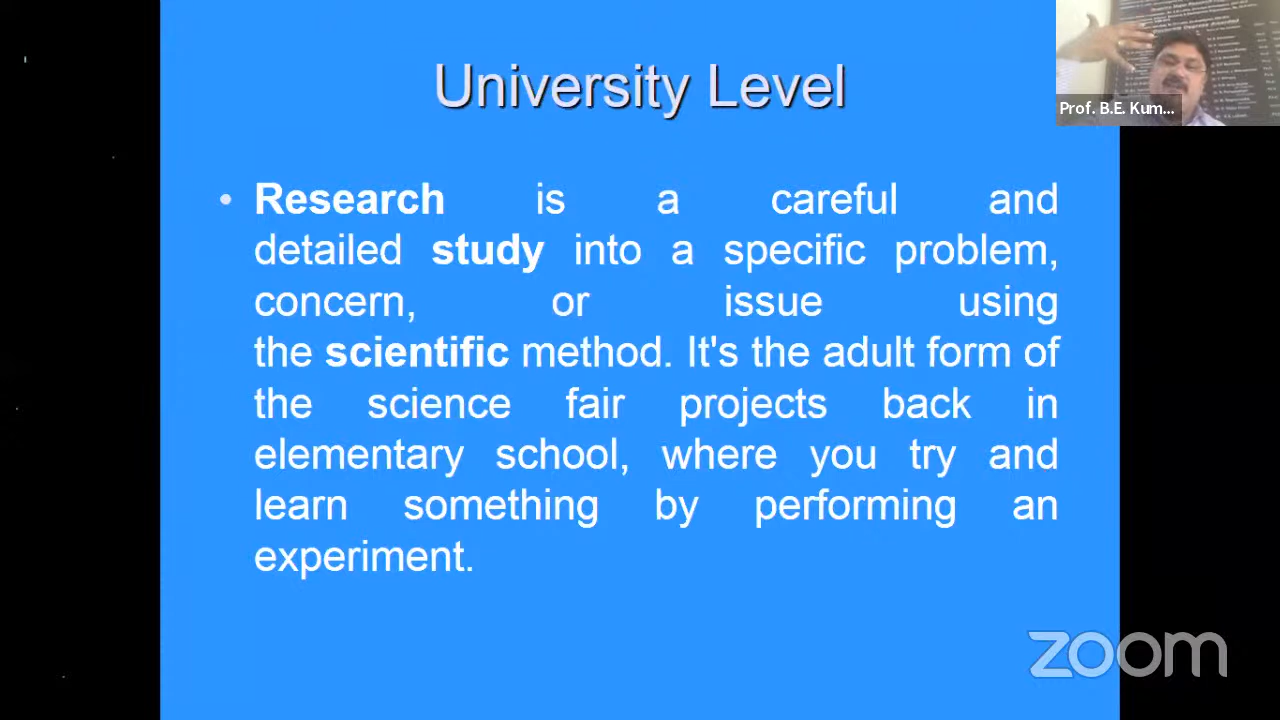 University Level
• Research is a careful and
detailed study into a specific problem,
concern, or issue using
the scientific method. It's the adult form of
the science fair projects back in
elementary school, where you try and
learn something by performing an
experiment.
Prof. B.E. Kum...
zoom